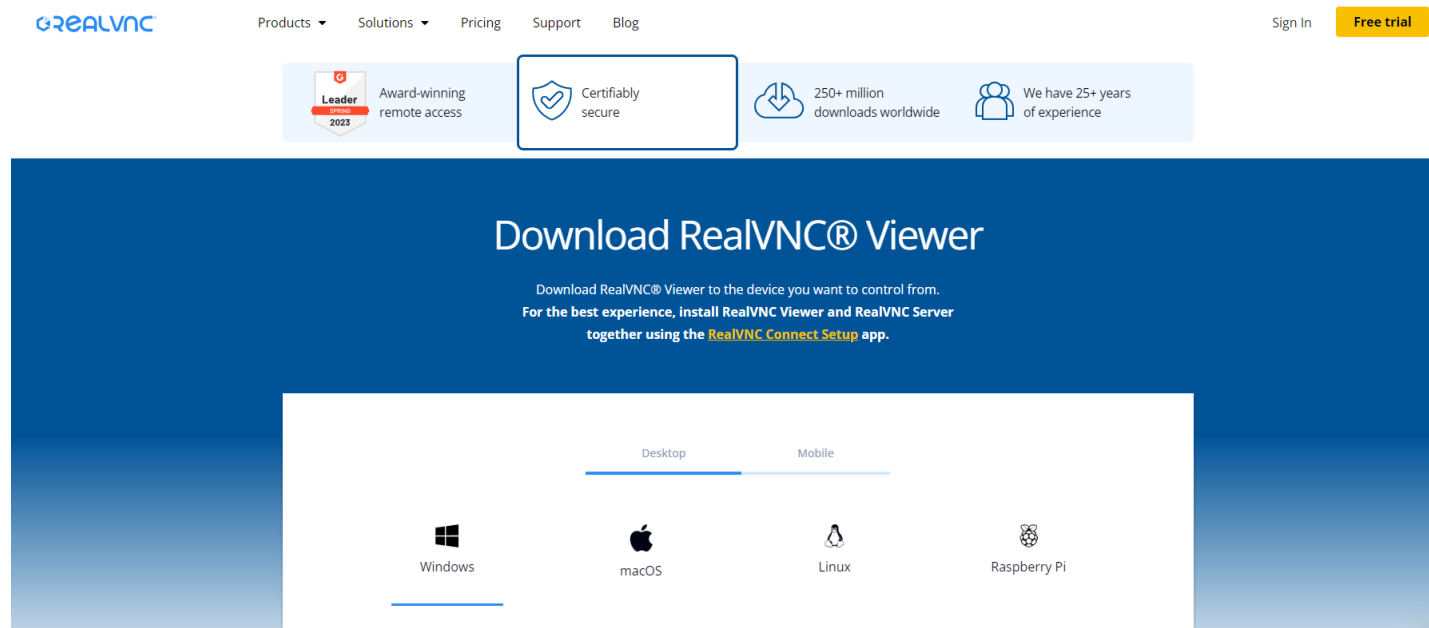 REALVNC
Products
Solutions
Pricing
Support
Blog
Sign In
Free trial
Leader
SPRING
2023
Award-winning
remote access
Certifiably
secure
250+ million
downloads worldwide
We have 25+ years
of experience
Download RealVNC® Viewer
Download RealVNC® Viewer to the device you want to control from.
For the best experience, install RealVNC Viewer and RealVNC Server
together using the RealVNC Connect Setup app.
Desktop
Mobile
Windows
macOS
Linux
Raspberry Pi